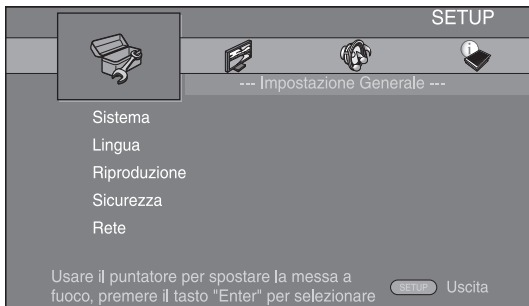 SETUP
--- Impostazione Generale ---
Sistema
Lingua
Riproduzione
Sicurezza
Rete
Usare il puntatore per spostare la messa a
fuoco, premere il tasto "Enter" per selezionare
SETUP Uscita